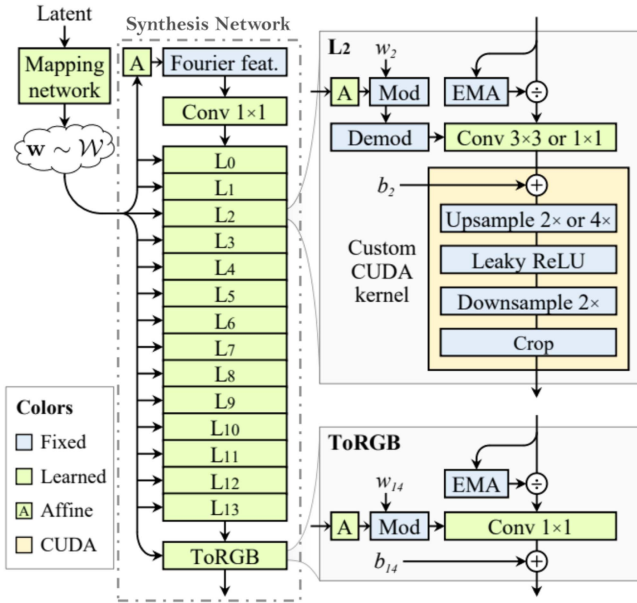 Latent
Mapping
network
w ~ W
Synthesis Network
A
Fourier feat.
Conv 1×1
L0
L1
L2
L3
L4
L5
L6
L7
L8
L9
L10
L11
L12
L13
ToRGB
L2
w2
A
Mod
EMA
÷
Demod
Conv 3×3 or 1×1
b2
+
Upsample 2× or 4×
Leaky ReLU
Downsample 2×
Crop
Custom
CUDA
kernel
ToRGB
EMA
÷
w14
A
Mod
Conv 1×1
b14
+
Colors
Fixed
Learned
A Affine
CUDA